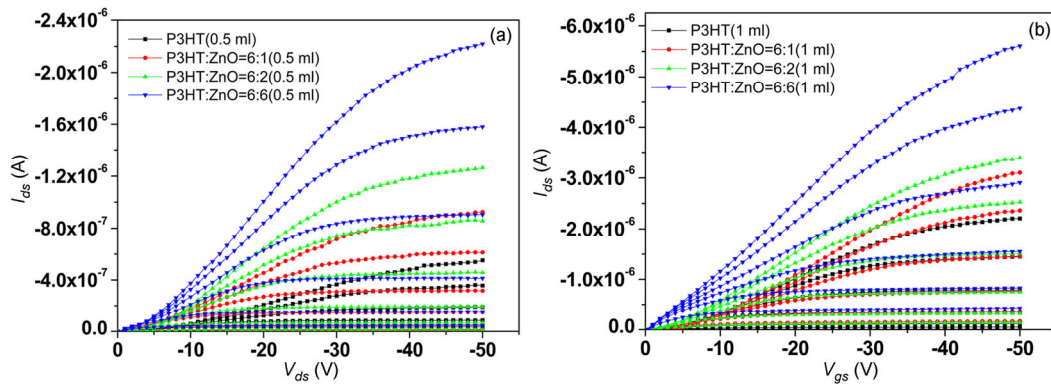 (a)
P3HT(0.5 ml)
P3HT:ZnO=6:1(0.5 ml)
P3HT:ZnO=6:2(0.5 ml)
P3HT:ZnO=6:6(0.5 ml)
-2.4x10⁻⁶
-2.0x10⁻⁶
-1.6x10⁻⁶
-1.2x10⁻⁶
-8.0x10⁻⁷
-4.0x10⁻⁷
0.0
I_ds (A)
0 -10 -20 -30 -40 -50
V_ds (V)
(b)
P3HT(1 ml)
P3HT:ZnO=6:1(1 ml)
P3HT:ZnO=6:2(1 ml)
P3HT:ZnO=6:6(1 ml)
-6.0x10⁻⁶
-5.0x10⁻⁶
-4.0x10⁻⁶
-3.0x10⁻⁶
-2.0x10⁻⁶
-1.0x10⁻⁶
0.0
I_ds (A)
0 -10 -20 -30 -40 -50
V_gs (V)